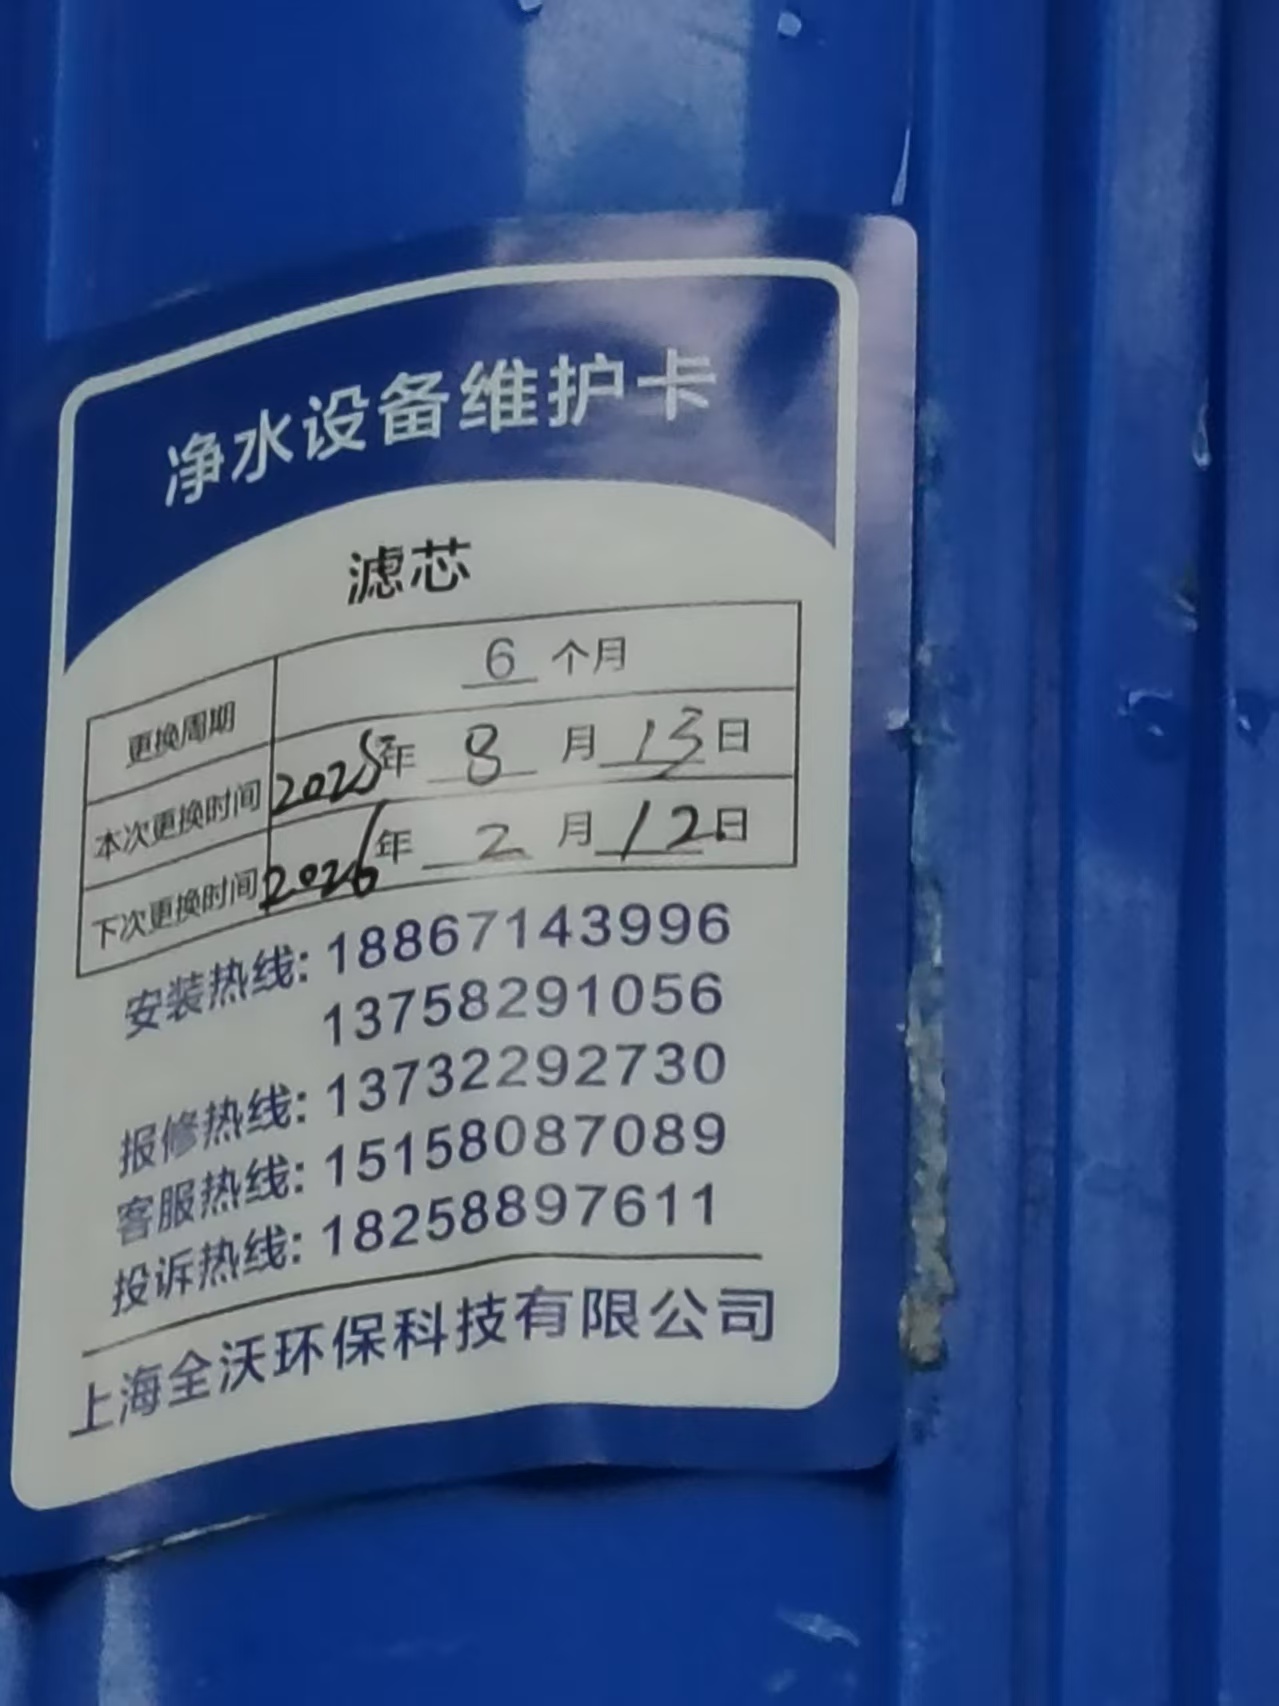 净水设备维护卡
滤芯
更换周期 6 个月
本次更换时间 2025年 8 月 13日
下次更换时间 2026年 2 月 12日
安装热线: 18867143996
13758291056
报修热线: 13732292730
客服热线: 15158087089
投诉热线: 18258897611
上海全沃环保科技有限公司